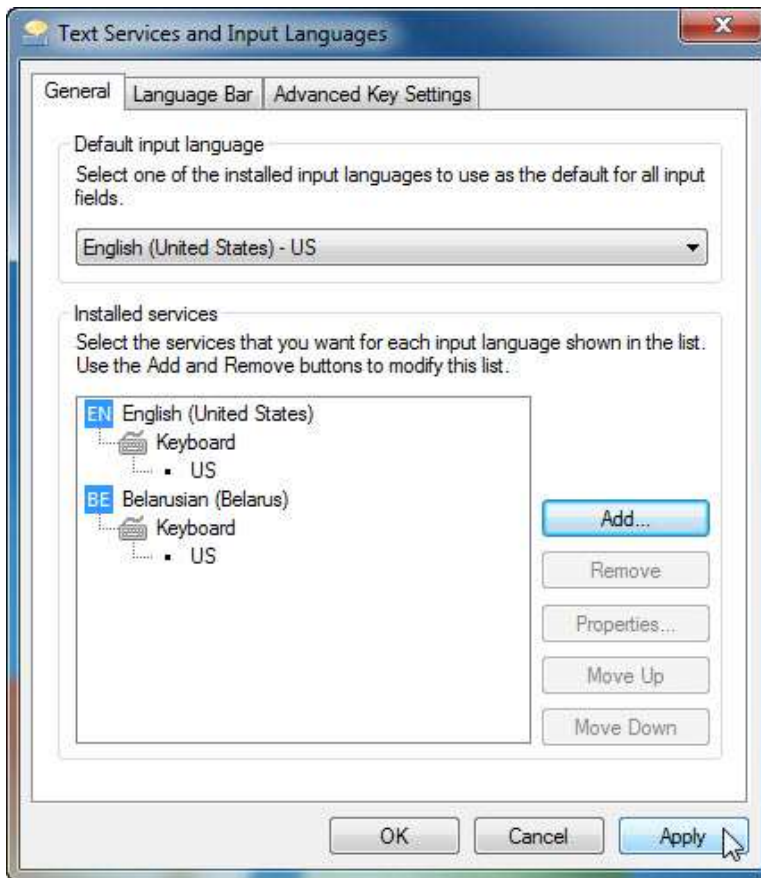 Text Services and Input Languages
General
Language Bar
Advanced Key Settings
Default input language
Select one of the installed input languages to use as the default for all input
fields.
English (United States) - US
Installed services
Select the services that you want for each input language shown in the list.
Use the Add and Remove buttons to modify this list.
EN English (United States)
Keyboard
US
BE Belarusian (Belarus)
Keyboard
US
Add...
Remove
Properties...
Move Up
Move Down
OK
Cancel
Apply